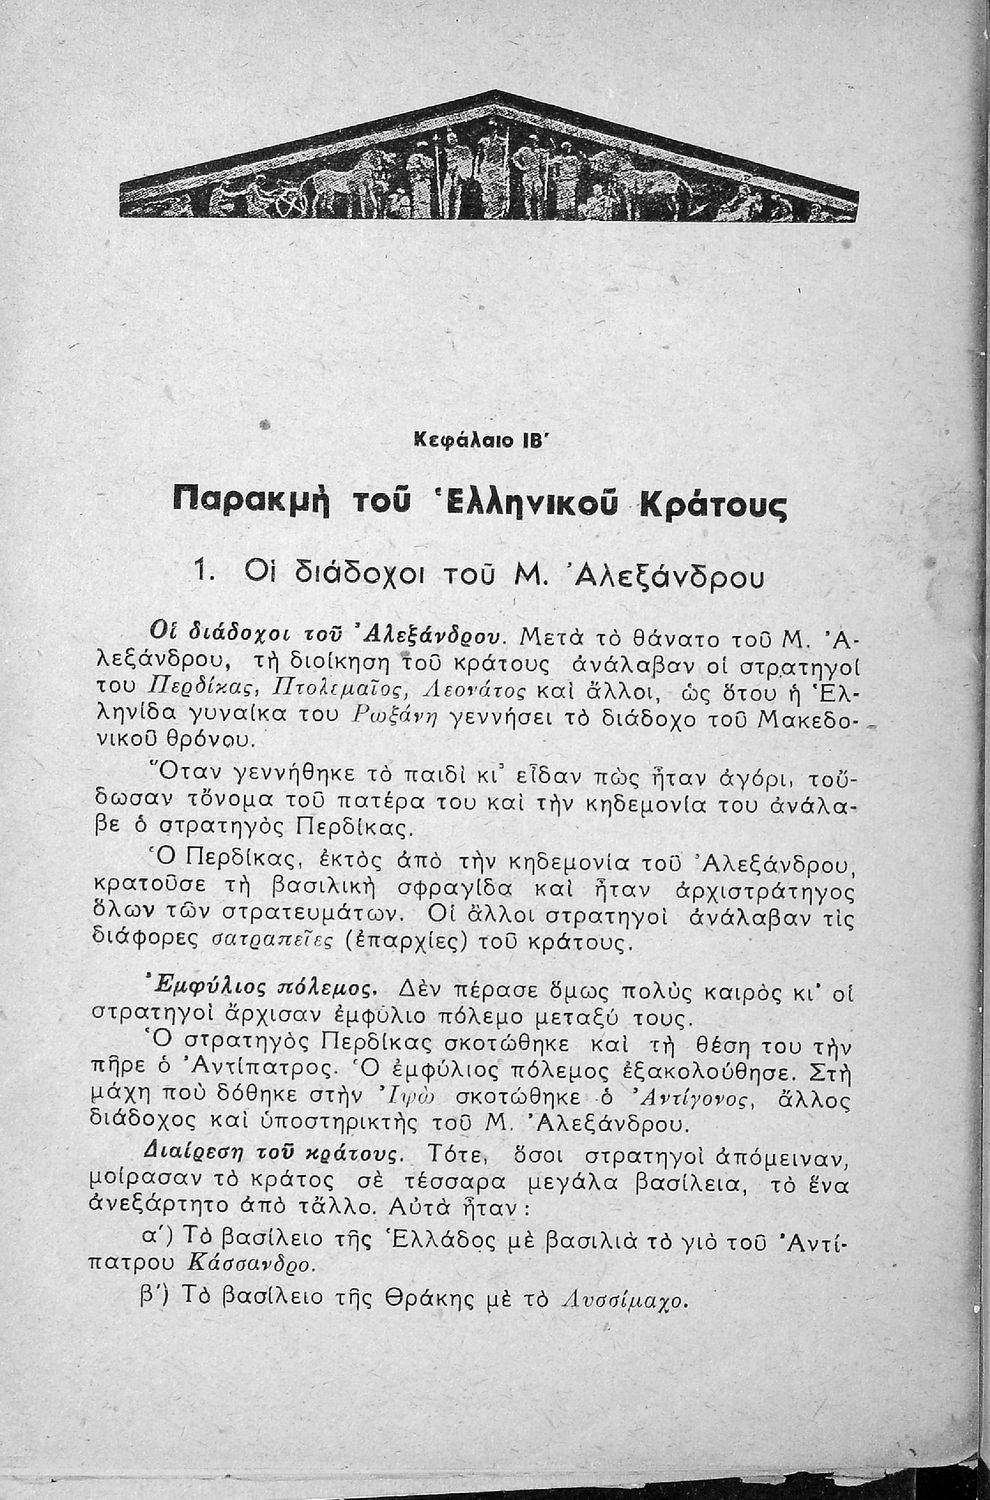 Κεφάλαιο ΙΒ'
Παρακμὴ τοῦ Ἑλληνικοῦ Κράτους
1. Οἱ διάδοχοι τοῦ Μ. Ἀλεξάνδρου
Οἱ διάδοχοι τοῦ Ἀλεξάνδρου. Μετὰ τὸ θάνατο τοῦ Μ. Ἀ-
λεξάνδρου, τὴ διοίκηση τοῦ κράτους ἀνάλαβαν οἱ στρατηγοί
του Περδίκας, Πτολεμαῖος, Λεονάτος καὶ ἄλλοι, ὡς ὅτου ἡ Ἑλ-
ληνίδα γυναίκα του Ρωξάνη γεννήσει τὸ διάδοχο τοῦ Μακεδο-
νικοῦ θρόνου.
Ὅταν γεννήθηκε τὸ παιδὶ κι' εἶδαν πὼς ἦταν ἀγόρι, τοὔ-
δωσαν τὄνομα τοῦ πατέρα του καὶ τὴν κηδεμονία του ἀνάλα-
βε ὁ στρατηγὸς Περδίκας.
Ὁ Περδίκας, ἐκτὸς ἀπὸ τὴν κηδεμονία τοῦ Ἀλεξάνδρου,
κρατοῦσε τὴ βασιλικὴ σφραγίδα καὶ ἦταν ἀρχιστράτηγος
ὅλων τῶν στρατευμάτων. Οἱ ἄλλοι στρατηγοὶ ἀνάλαβαν τὶς
διάφορες σατραπεῖες (ἐπαρχίες) τοῦ κράτους.
Ἐμφύλιος πόλεμος. Δὲν πέρασε ὅμως πολὺς καιρὸς κι' οἱ
στρατηγοὶ ἄρχισαν ἐμφύλιο πόλεμο μεταξύ τους.
Ὁ στρατηγὸς Περδίκας σκοτώθηκε καὶ τὴ θέση του τὴν
πῆρε ὁ Ἀντίπατρος. Ὁ ἐμφύλιος πόλεμος ἐξακολούθησε. Στὴ
μάχη ποὺ δόθηκε στὴν Ἰψὼ σκοτώθηκε ὁ Ἀντίγονος, ἄλλος
διάδοχος καὶ ὑποστηρικτὴς τοῦ Μ. Ἀλεξάνδρου.
Διαίρεση τοῦ κράτους. Τότε, ὅσοι στρατηγοὶ ἀπόμειναν,
μοίρασαν τὸ κράτος σὲ τέσσαρα μεγάλα βασίλεια, τὸ ἕνα
ἀνεξάρτητο ἀπὸ τἄλλο. Αὐτὰ ἦταν:
α') Τὸ βασίλειο τῆς Ἑλλάδος μὲ βασιλιὰ τὸ γιὸ τοῦ Ἀντί-
πατρου Κάσσανδρο.
β') Τὸ βασίλειο τῆς Θράκης μὲ τὸ Λυσσίμαχο.